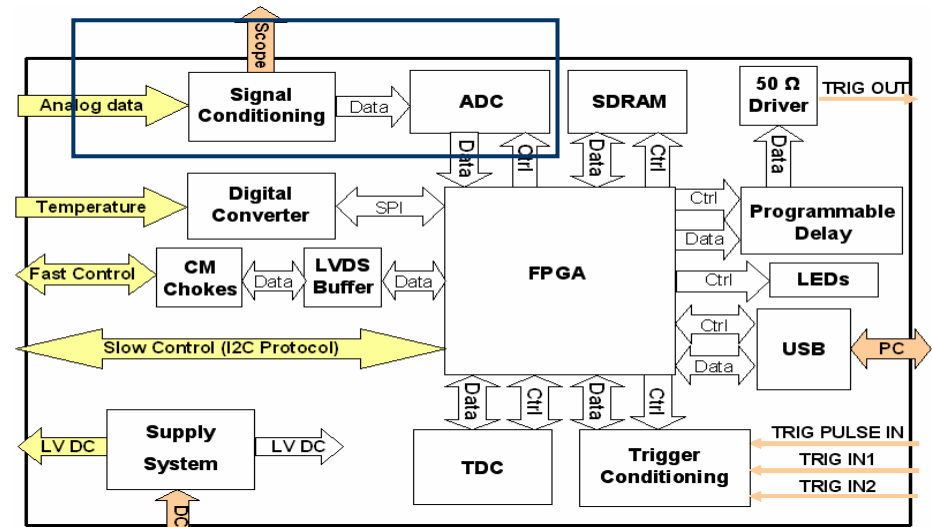 Scope
Analog data
Signal
Conditioning
Data
ADC
SDRAM
50 Ω
Driver
TRIG OUT
Data
Ctrl
Data
Ctrl
Data
Temperature
Digital
Converter
SPI
Ctrl
Data
Programmable
Delay
Fast Control
CM
Chokes
Data
LVDS
Buffer
Data
FPGA
Ctrl
LEDs
Slow Control (I2C Protocol)
Ctrl
Data
USB
PC
Data
Ctrl
Data
Ctrl
LV DC
Supply
System
LV DC
TDC
Trigger
Conditioning
TRIG PULSE IN
TRIG IN1
TRIG IN2
DC